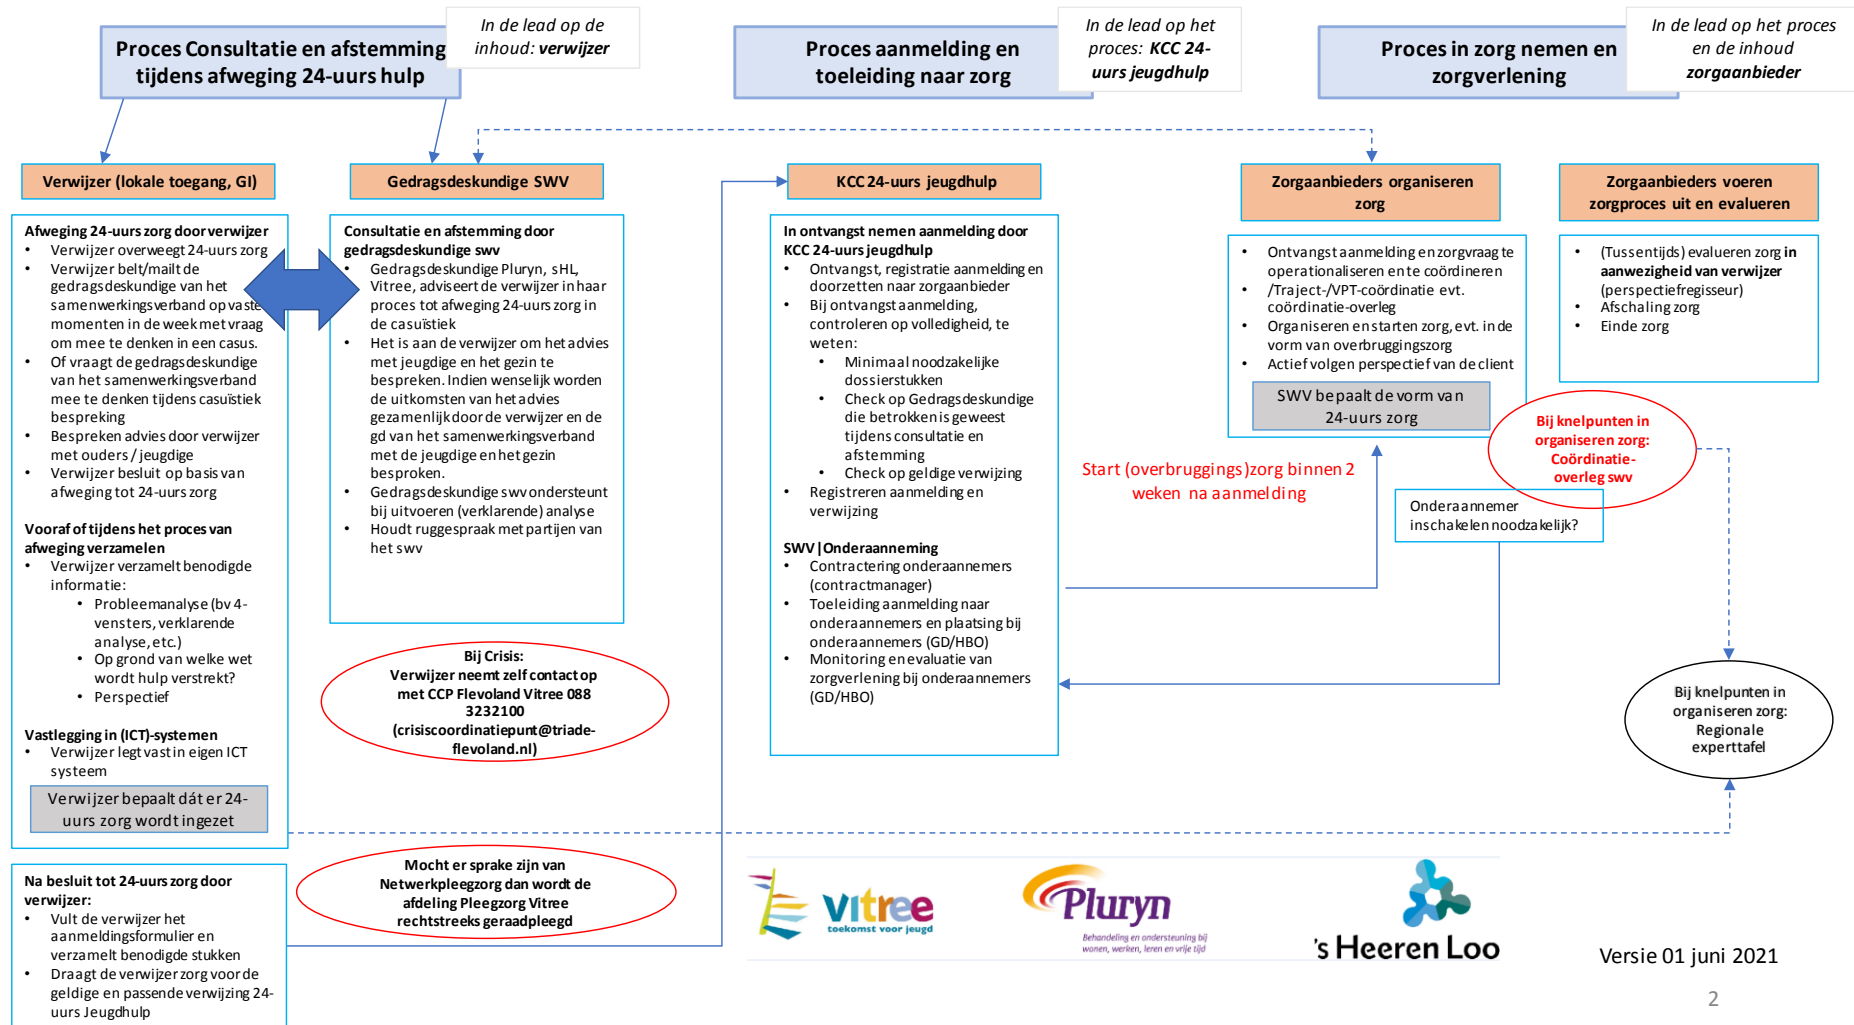 Proces Consultatie en afstemming
tijdens afweging 24-uurs hulp
In de lead op de
inhoud: verwijzer
Proces aanmelding en
toeleiding naar zorg
In de lead op het
proces: KCC 24-
uurs jeugdhulp
Proces in zorg nemen en
zorgverlening
In de lead op het proces
en de inhoud
zorgaanbieder
Verwijzer (lokale toegang, GI)
Afweging 24-uurs zorg door verwijzer
• Verwijzer overweegt 24-uurs zorg
• Verwijzer belt/mailt de
gedragsdeskundige van het
samenwerkingsverband op vaste
momenten in de week met vraag
om mee te denken in een casus.
• Of vraagt de gedragsdeskundige
van het samenwerkingsverband
mee te denken tijdens casuïstiek
bespreking
• Bespreken advies door verwijzer
met ouders / jeugdige
• Verwijzer besluit op basis van
afweging tot 24-uurs zorg
Vooraf of tijdens het proces van
afweging verzamelen
• Verwijzer verzamelt benodigde
informatie:
• Probleemanalyse (bv 4-
vensters, verklarende
analyse, etc.)
• Op grond van welke wet
wordt hulp verstrekt?
• Perspectief
Vastlegging in (ICT)-systemen
• Verwijzer legt vast in eigen ICT
systeem
Verwijzer bepaalt dát er 24-
uurs zorg wordt ingezet
Na besluit tot 24-uurs zorg door
verwijzer:
• Vult de verwijzer het
aanmeldingsformulier en
verzamelt benodigde stukken
• Draagt de verwijzer zorg voor de
geldige en passende verwijzing 24-
uurs Jeugdhulp
Gedragsdeskundige SWV
Consultatie en afstemming door
gedragsdeskundige swv
• Gedragsdeskundige Pluryn, sHL,
Vitree, adviseert de verwijzer in haar
proces tot afweging 24-uurs zorg in
de casuïstiek
• Het is aan de verwijzer om het advies
met jeugdige en het gezin te
bespreken. Indien wenselijk worden
de uitkomsten van het advies
gezamenlijk door de verwijzer en de
gd van het samenwerkingsverband
met de jeugdige en het gezin
besproken.
• Gedragsdeskundige swv ondersteunt
bij uitvoeren (verklarende) analyse
• Houdt ruggespraak met partijen van
het swv
Bij Crisis:
Verwijzer neemt zelf contact op
met CCP Flevoland Vitree 088
3232100
(crisiscoordinatiepunt@triade-
flevoland.nl)
Mocht er sprake zijn van
Netwerkpleegzorg dan wordt de
afdeling Pleegzorg Vitree
rechtstreeks geraadpleegd
KCC 24-uurs jeugdhulp
In ontvangst nemen aanmelding door
KCC 24-uurs jeugdhulp
• Ontvangst, registratie aanmelding en
doorzetten naar zorgaanbieder
• Bij ontvangst aanmelding,
controleren op volledigheid, te
weten:
• Minimaal noodzakelijke
dossierstukken
• Check op Gedragsdeskundige
die betrokken is geweest
tijdens consultatie en
afstemming
• Check op geldige verwijzing
• Registreren aanmelding en
verwijzing
SWV|Onderaanneming
• Contractering onderaannemers
(contractmanager)
• Toeleiding aanmelding naar
onderaannemers en plaatsing bij
onderaannemers (GD/HBO)
• Monitoring en evaluatie van
zorgverlening bij onderaannemers
(GD/HBO)
Start (overbruggings)zorg binnen 2
weken na aanmelding
Zorgaanbieders organiseren
zorg
• Ontvangst aanmelding en zorgvraag te
operationaliseren en te coördineren
• /Traject-/VPT-coördinatie evt.
coördinatie-overleg
• Organiseren en starten zorg, evt. in de
vorm van overbruggingszorg
• Actief volgen perspectief van de client
SWV bepaalt de vorm van
24-uurs zorg
Bij knelpunten in
organiseren zorg:
Coördinatie-
overleg swv
Onderaannemer
inschakelen noodzakelijk?
Zorgaanbieders voeren
zorgproces uit en evalueren
• (Tussentijds) evalueren zorg in
aanwezigheid van verwijzer
(perspectiefregisseur)
• Afschaling zorg
• Einde zorg
Bij knelpunten in
organiseren zorg:
Regionale
experttafel
vitree
toekomst voor jeugd
Pluryn
Behandeling en ondersteuning bij
wonen, werken, leren en vrije tijd
's Heeren Loo
Versie 01 juni 2021
2